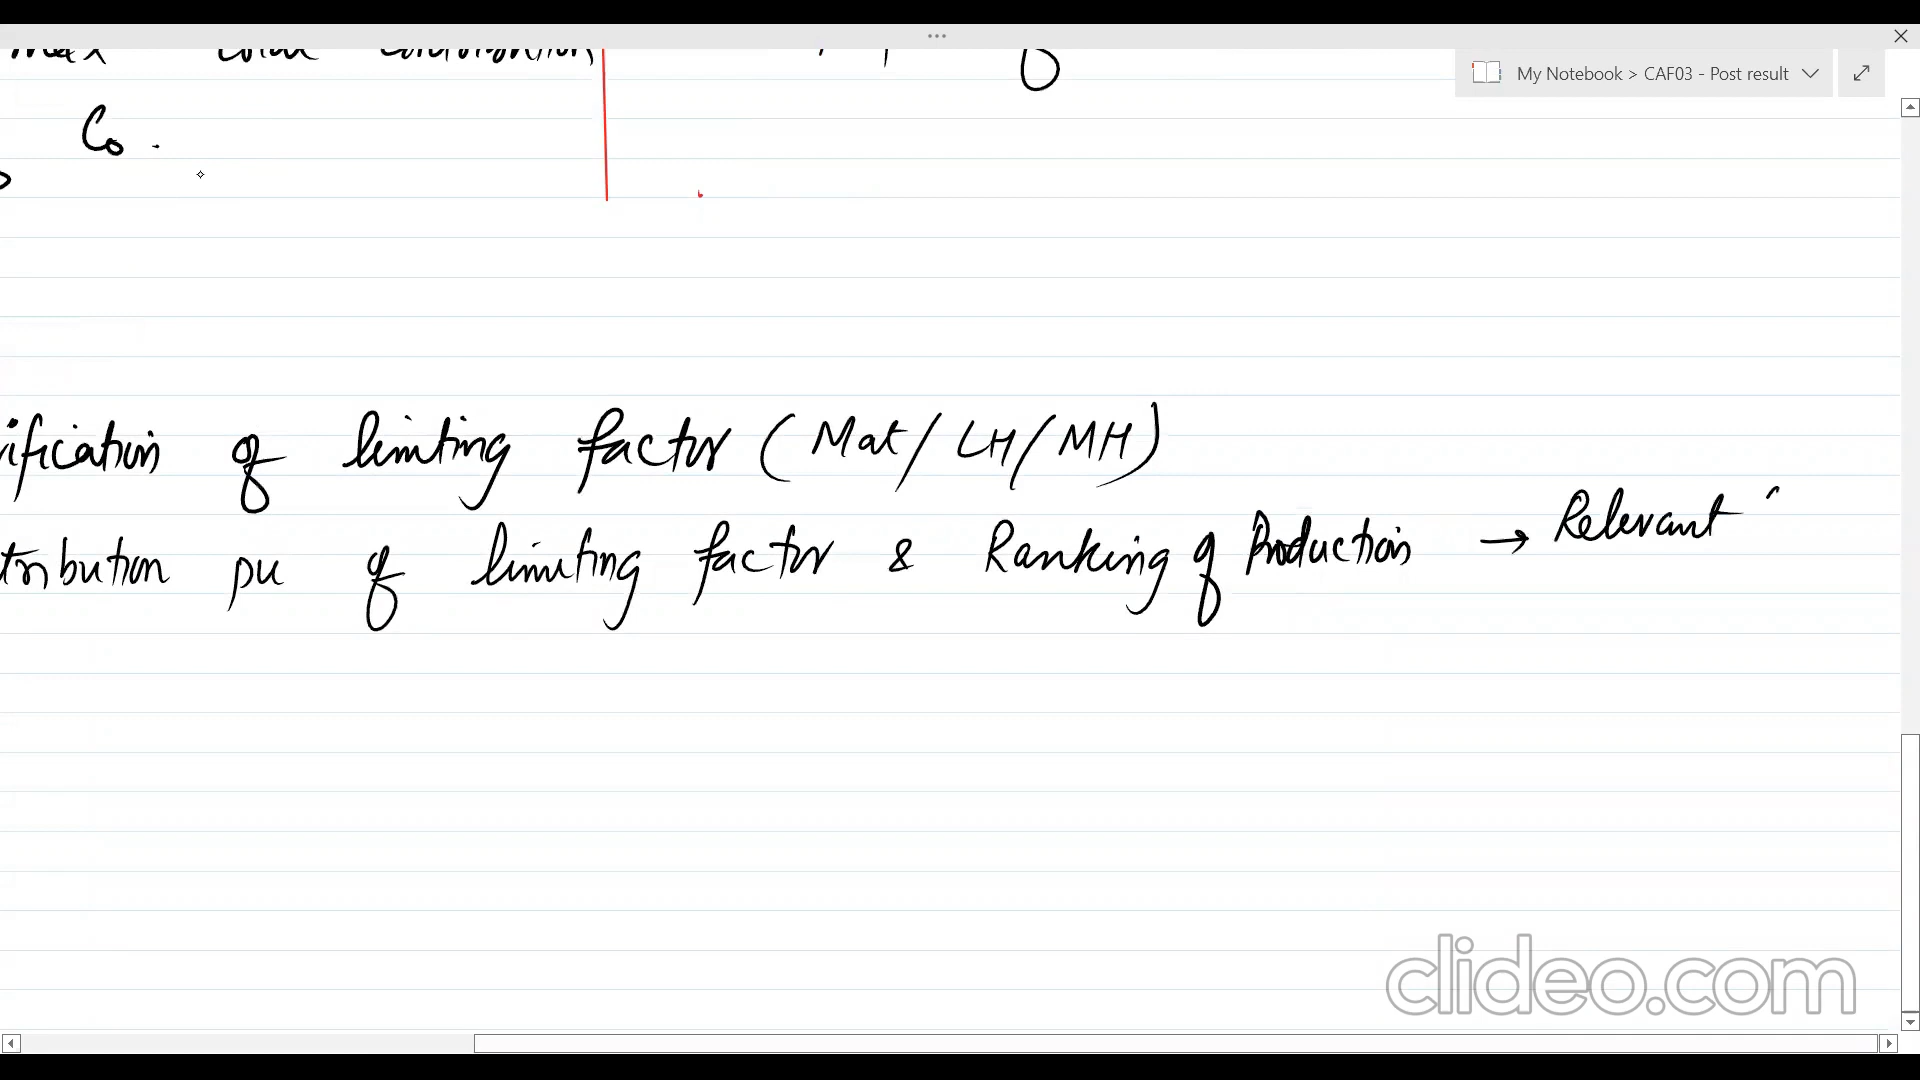 My Notebook > CAF03 - Post result
Co.
ification of limiting factor (Mat/LH/MH)
tribution pu of limiting factor & Ranking of Production → Relevant
clideo.com